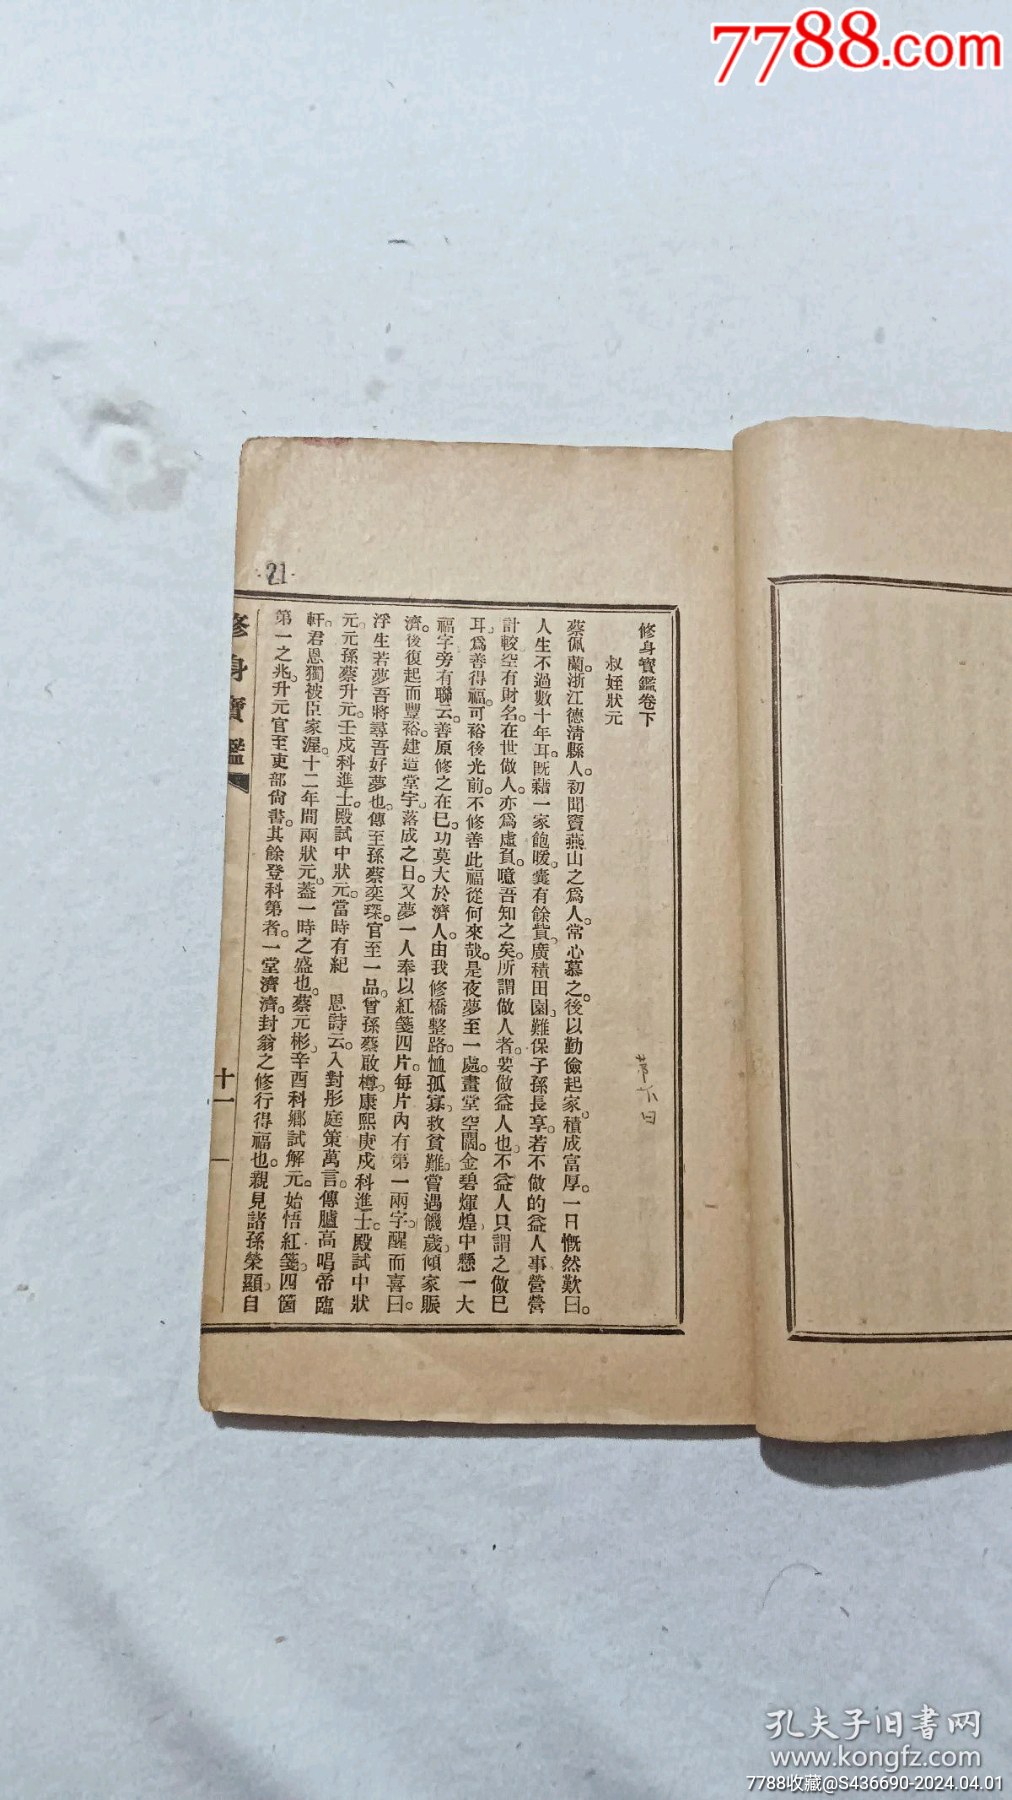 7788.com
21
修身寶鑑卷下
叔姪狀元
蔡佩蘭。浙江德清縣人。初聞竇燕山之爲人。常心慕之。後以勤儉起家。積成富厚。一日慨然歎曰。
人生不過數十年耳。既藉一家飽暖。囊有餘貲。廣積田園。難保子孫長享。若不做的益人事。營營
計較。空有財名。在世做人。亦爲虛負。噫吾知之矣。所謂做人者。要做益人也。不益人只謂之做已
耳。爲善得福。可裕後光前。不修善此福從何來哉。是夜夢至一處。畫堂空闊。金碧輝煌。中懸一大
福字。旁有聯云。善原修之在已。功莫大於濟人。由我修橋整路。恤孤寡。救貧難。嘗遇饑歲。傾家賑
濟。後復起而豐裕。建造堂宇。落成之日。又夢一人奉以紅箋四片。每片內有第一兩字。醒而喜曰。
浮生若夢。吾將尋吾好夢也。傳至孫蔡奕琛。官至一品。曾孫蔡啟樽。康熙庚戌科進士。殿試中狀
元。元孫蔡升元。壬戌科進士。殿試中狀元。當時有紀　恩詩云。入對彤庭策萬言。傳臚高唱帝臨
軒。君恩獨被臣家渥。十二年間兩狀元。蓋一時之盛也。蔡元彬。辛酉科鄉試解元。始悟紅箋。四箇
第一之兆。升元官至吏部尚書。其餘登科第者。一堂濟濟。封翁之修行得福也。親見諸孫榮顯。自
修身寶鑑
十一
一
孔夫子旧书网
www.kongfz.com
7788收藏@S436690-2024.04.01